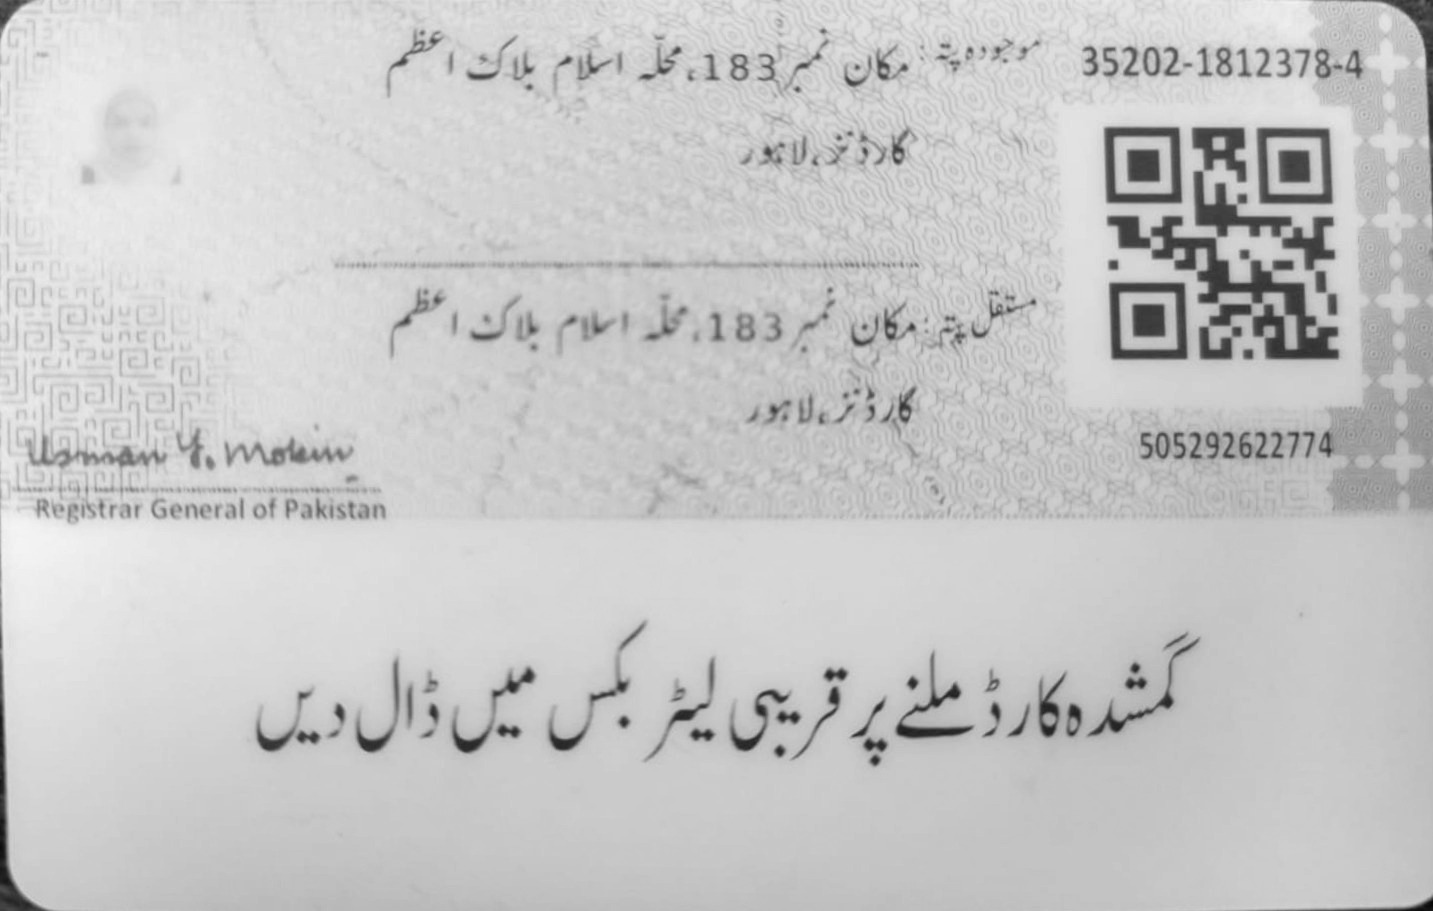 35202-1812378-4
موجودہ پتہ: مکان نمبر 183، محلّہ اسلام بلاک اعظم
گارڈنز، لاہور
مستقل پتہ: مکان نمبر 183، محلّہ اسلام بلاک اعظم
گارڈنز، لاہور
505292622774
Usman Y. Mobin
Registrar General of Pakistan
گمشدہ کارڈ ملنے پر قریبی لیٹر بکس میں ڈال دیں